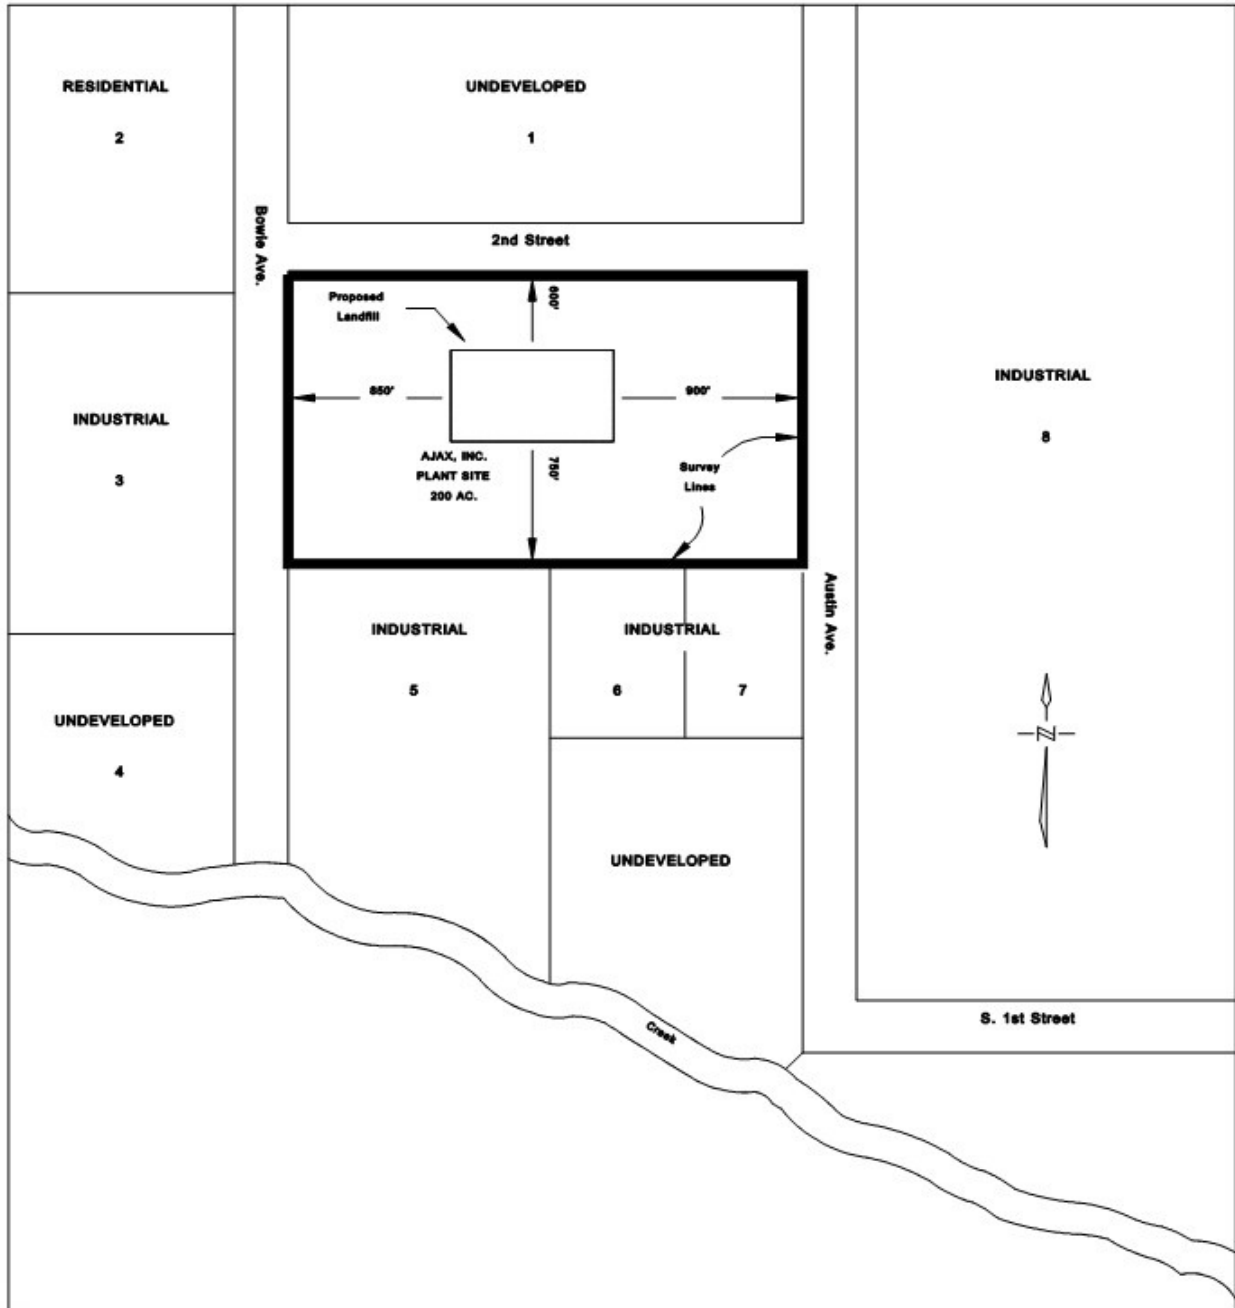 RESIDENTIAL
2
UNDEVELOPED
1
Bowie Ave.
2nd Street
Proposed
Landfill
600'
850'
900'
INDUSTRIAL
3
AJAX, INC.
PLANT SITE
200 AC.
750'
Survey
Lines
INDUSTRIAL
8
Austin Ave.
INDUSTRIAL
5
INDUSTRIAL
6
7
UNDEVELOPED
4
N
UNDEVELOPED
Creek
S. 1st Street